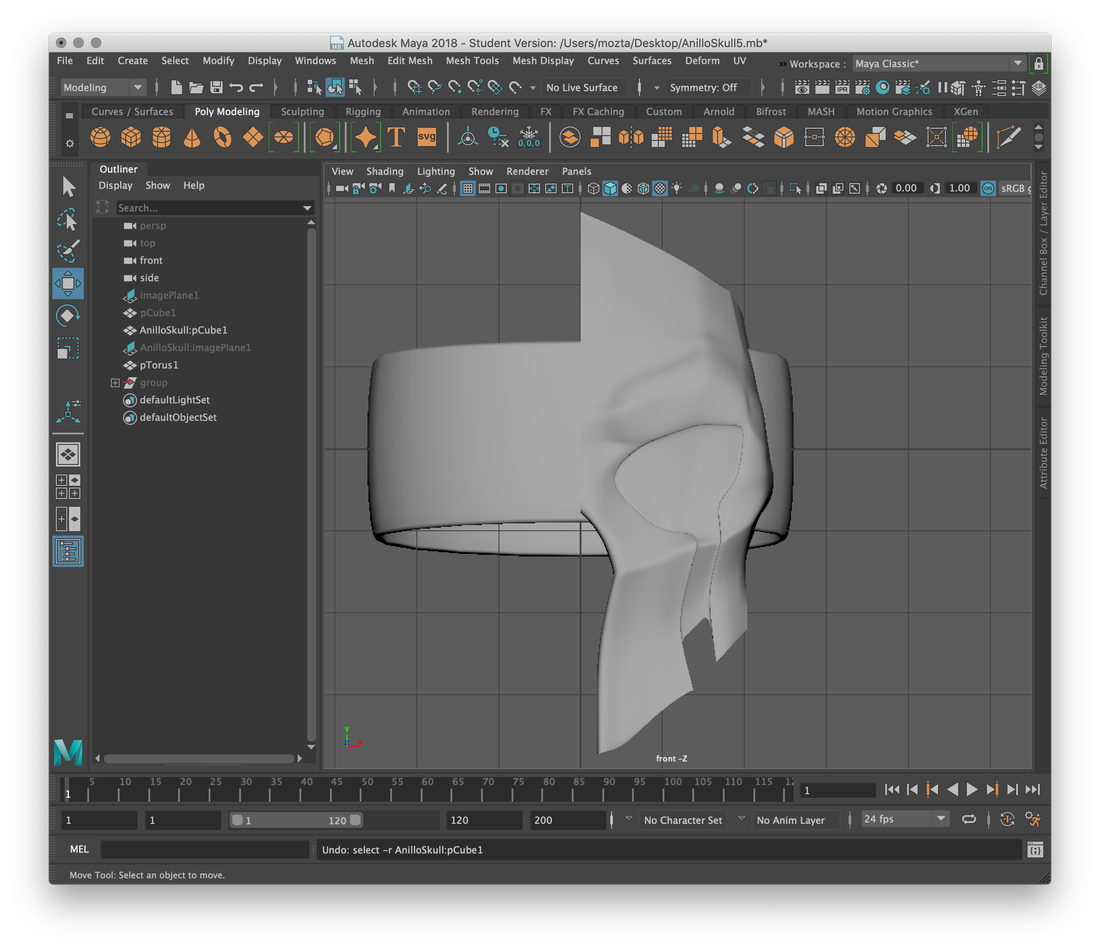 Autodesk Maya 2018 - Student Version: /Users/mozta/Desktop/AnilloSkull5.mb*
File Edit Create Select Modify Display Windows Mesh Edit Mesh Mesh Tools Mesh Display Curves Surfaces Deform UV » Workspace : Maya Classic*
Modeling No Live Surface Symmetry: Off
Curves / Surfaces Poly Modeling Sculpting Rigging Animation Rendering FX FX Caching Custom Arnold Bifrost MASH Motion Graphics XGen
T svg 0,0,0
Outliner
Display Show Help
Search...
persp
top
front
side
imagePlane1
pCube1
AnilloSkull:pCube1
AnilloSkull:imagePlane1
pTorus1
group
defaultLightSet
defaultObjectSet
View Shading Lighting Show Renderer Panels
0.00 1.00 ON sRGB
y
front -Z
Channel Box / Layer Editor
Modeling Toolkit
Attribute Editor
M
1 5 10 15 20 25 30 35 40 45 50 55 60 65 70 75 80 85 90 95 100 105 110 115 1
1 1 1 120 120 200 No Character Set No Anim Layer 24 fps
MEL Undo: select -r AnilloSkull:pCube1
Move Tool: Select an object to move.